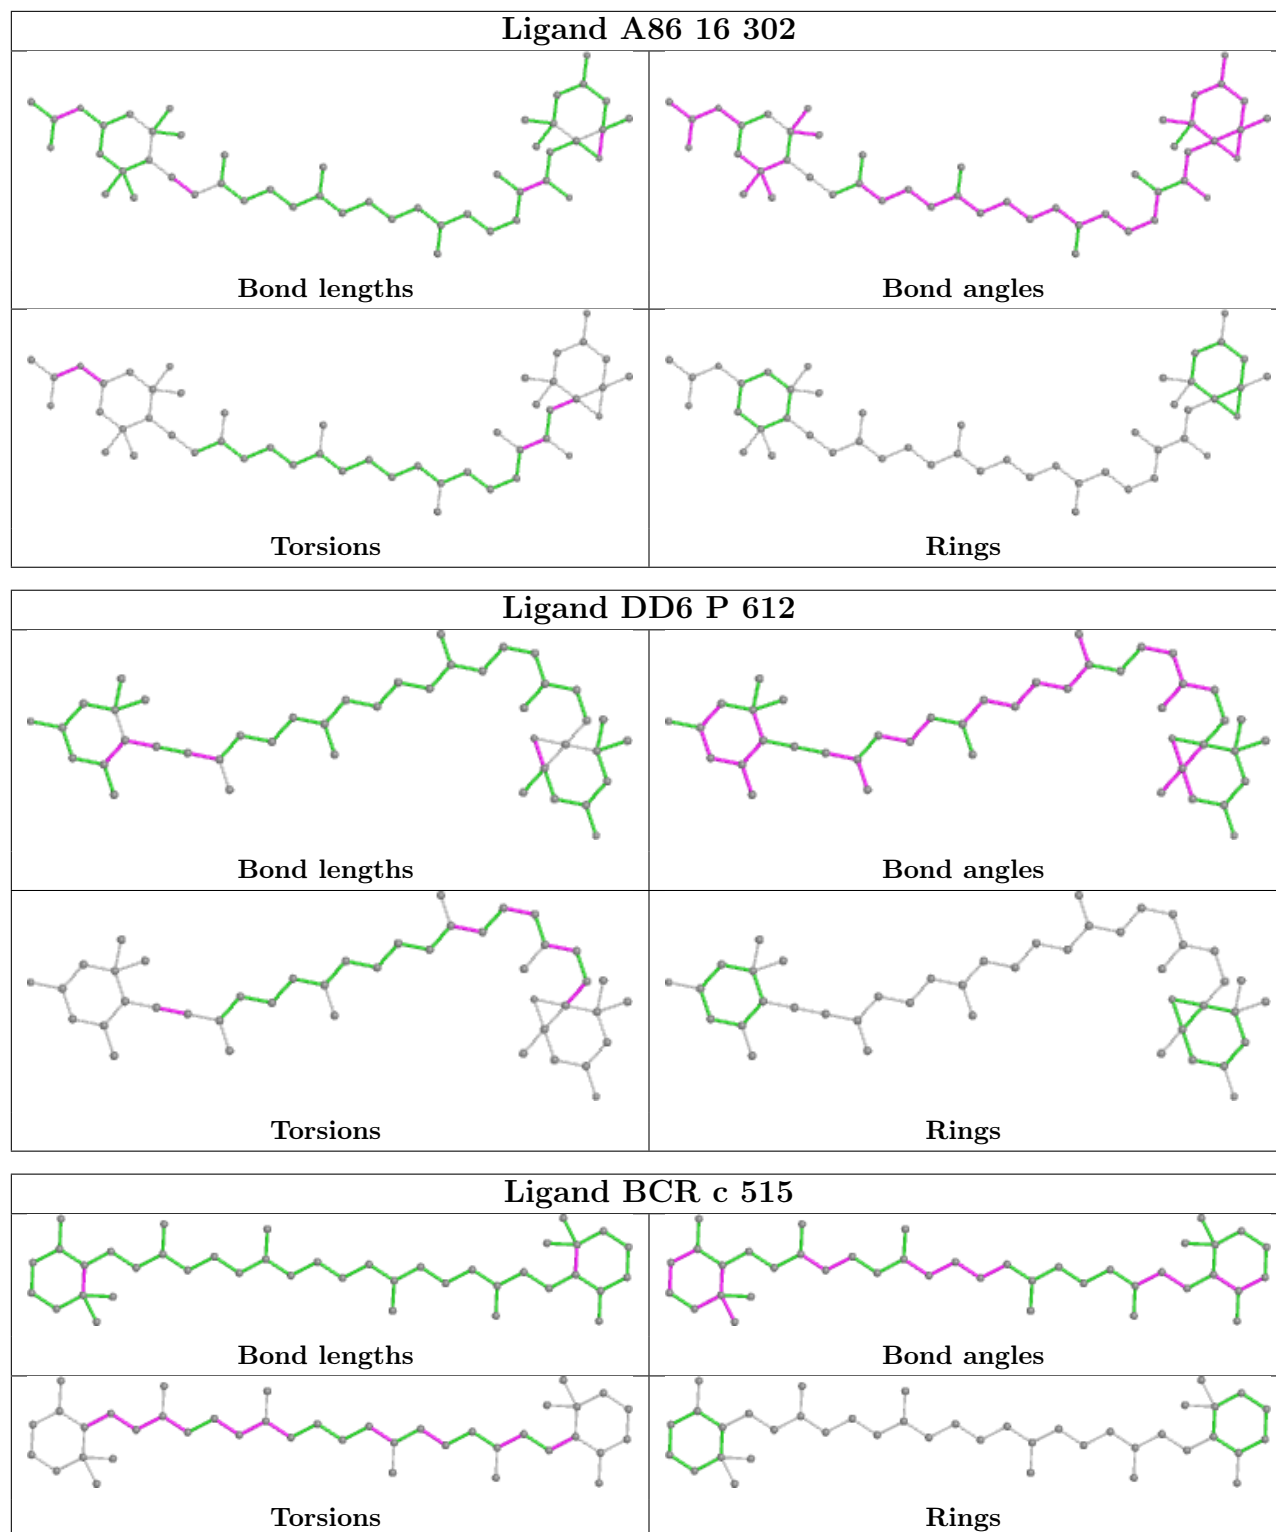 Ligand A86 16 302
Bond lengths
Bond angles
Torsions
Rings
Ligand DD6 P 612
Bond lengths
Bond angles
Torsions
Rings
Ligand BCR c 515
Bond lengths
Bond angles
Torsions
Rings